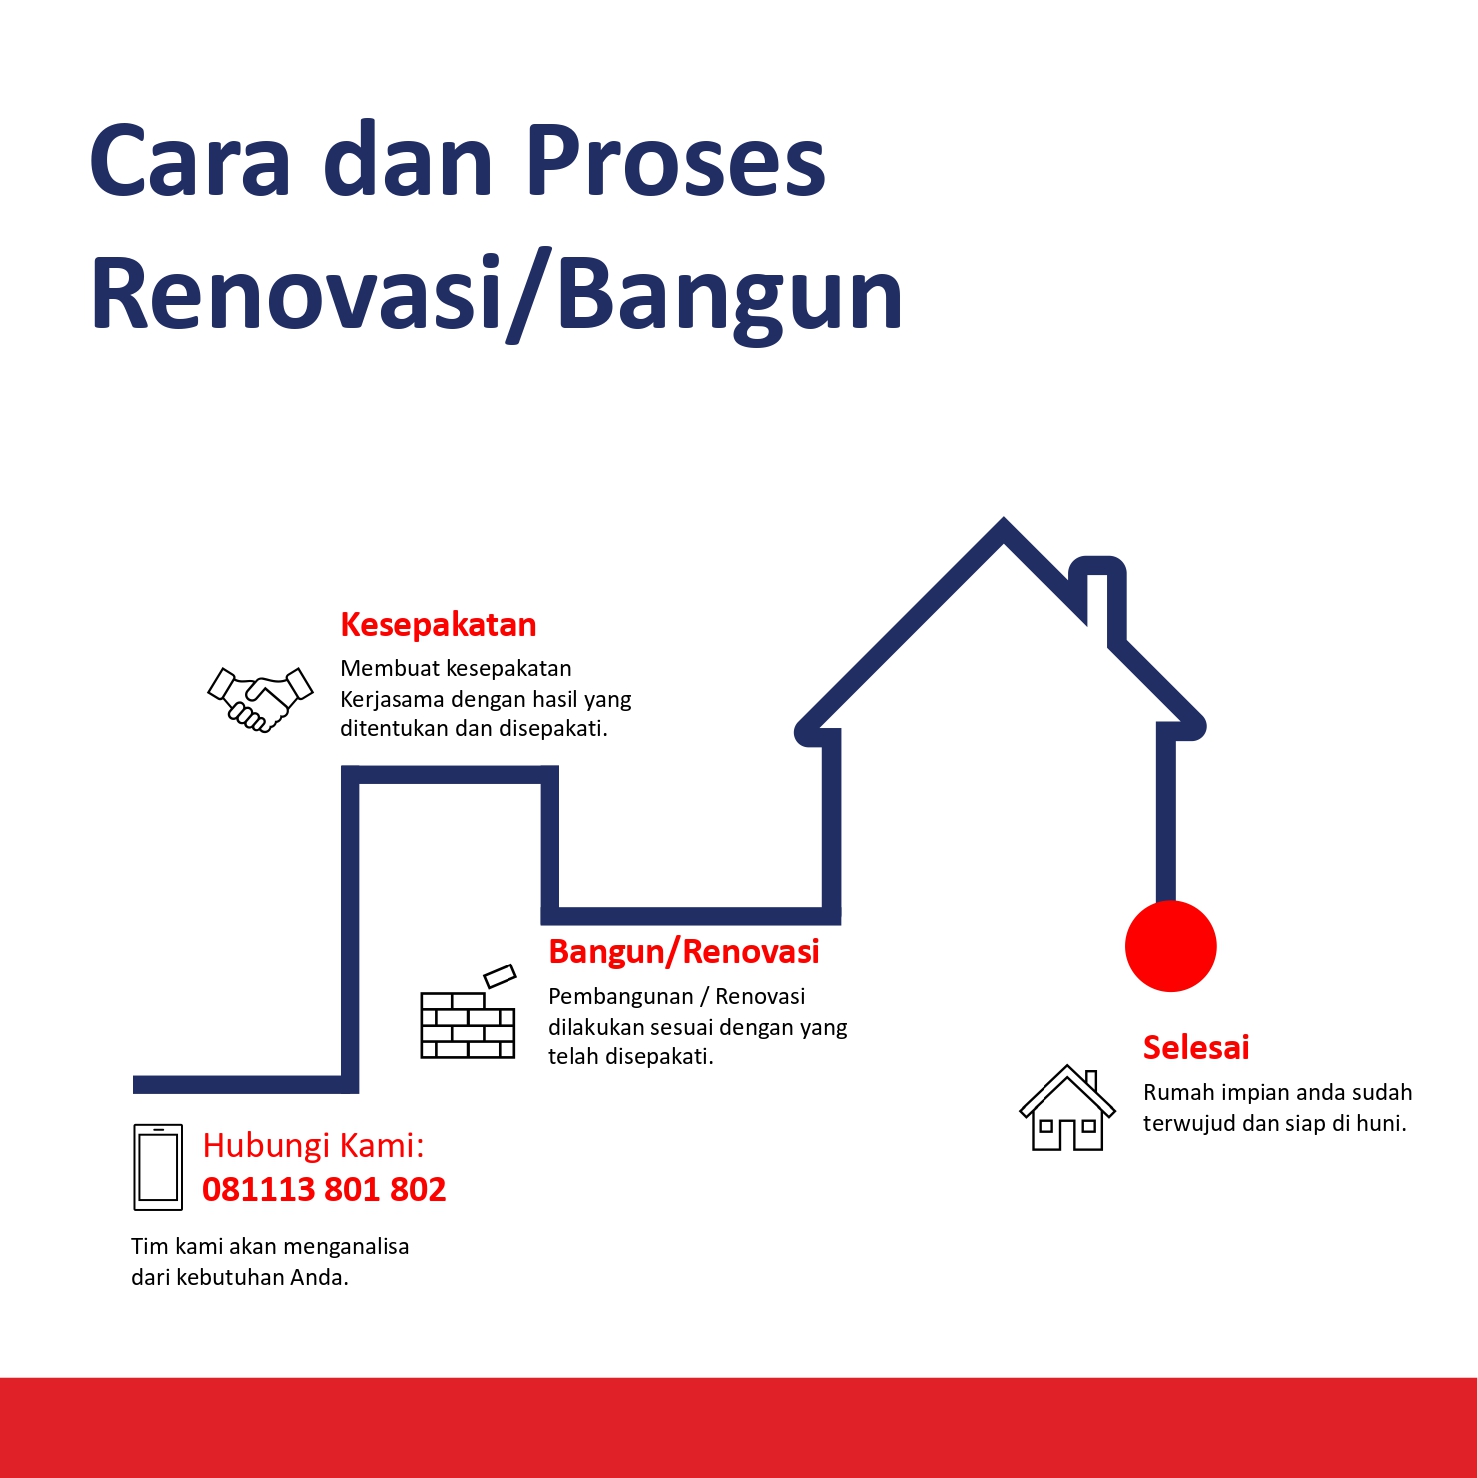 Cara dan Proses
Renovasi/Bangun
Kesepakatan
Membuat kesepakatan
Kerjasama dengan hasil yang
ditentukan dan disepakati.
Bangun/Renovasi
Pembangunan / Renovasi
dilakukan sesuai dengan yang
telah disepakati.
Selesai
Rumah impian anda sudah
terwujud dan siap di huni.
Hubungi Kami:
081113 801 802
Tim kami akan menganalisa
dari kebutuhan Anda.